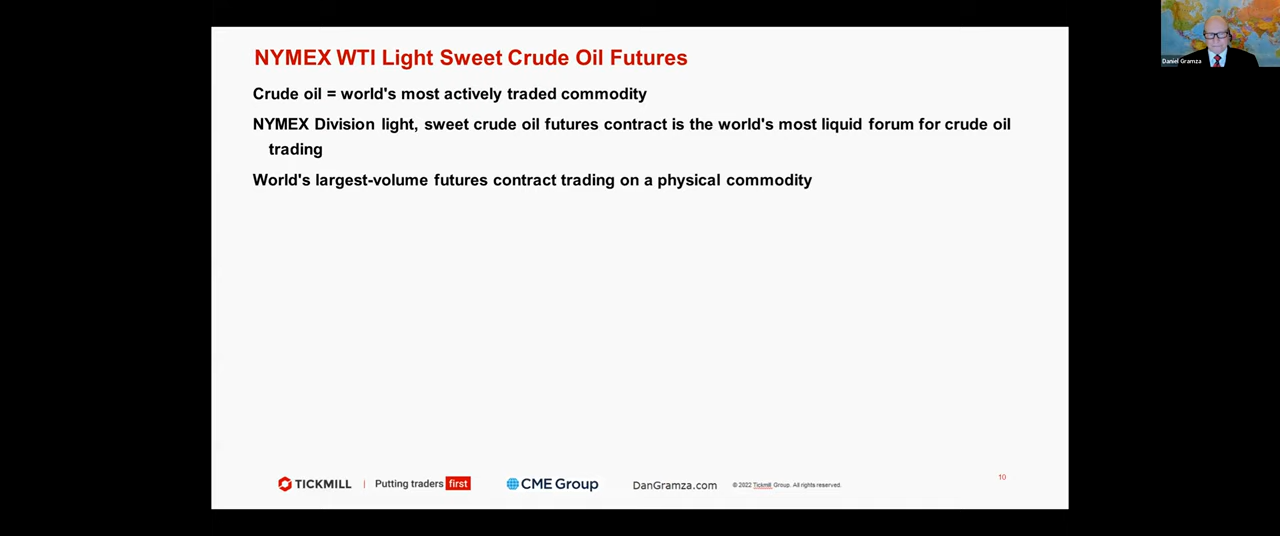 NYMEX WTI Light Sweet Crude Oil Futures
Daniel Gramza
Crude oil = world's most actively traded commodity
NYMEX Division light, sweet crude oil futures contract is the world's most liquid forum for crude oil
trading
World's largest-volume futures contract trading on a physical commodity
10
TICKMILL | Putting traders first
CME Group
DanGramza.com
© 2022 Tickmill Group. All rights reserved.